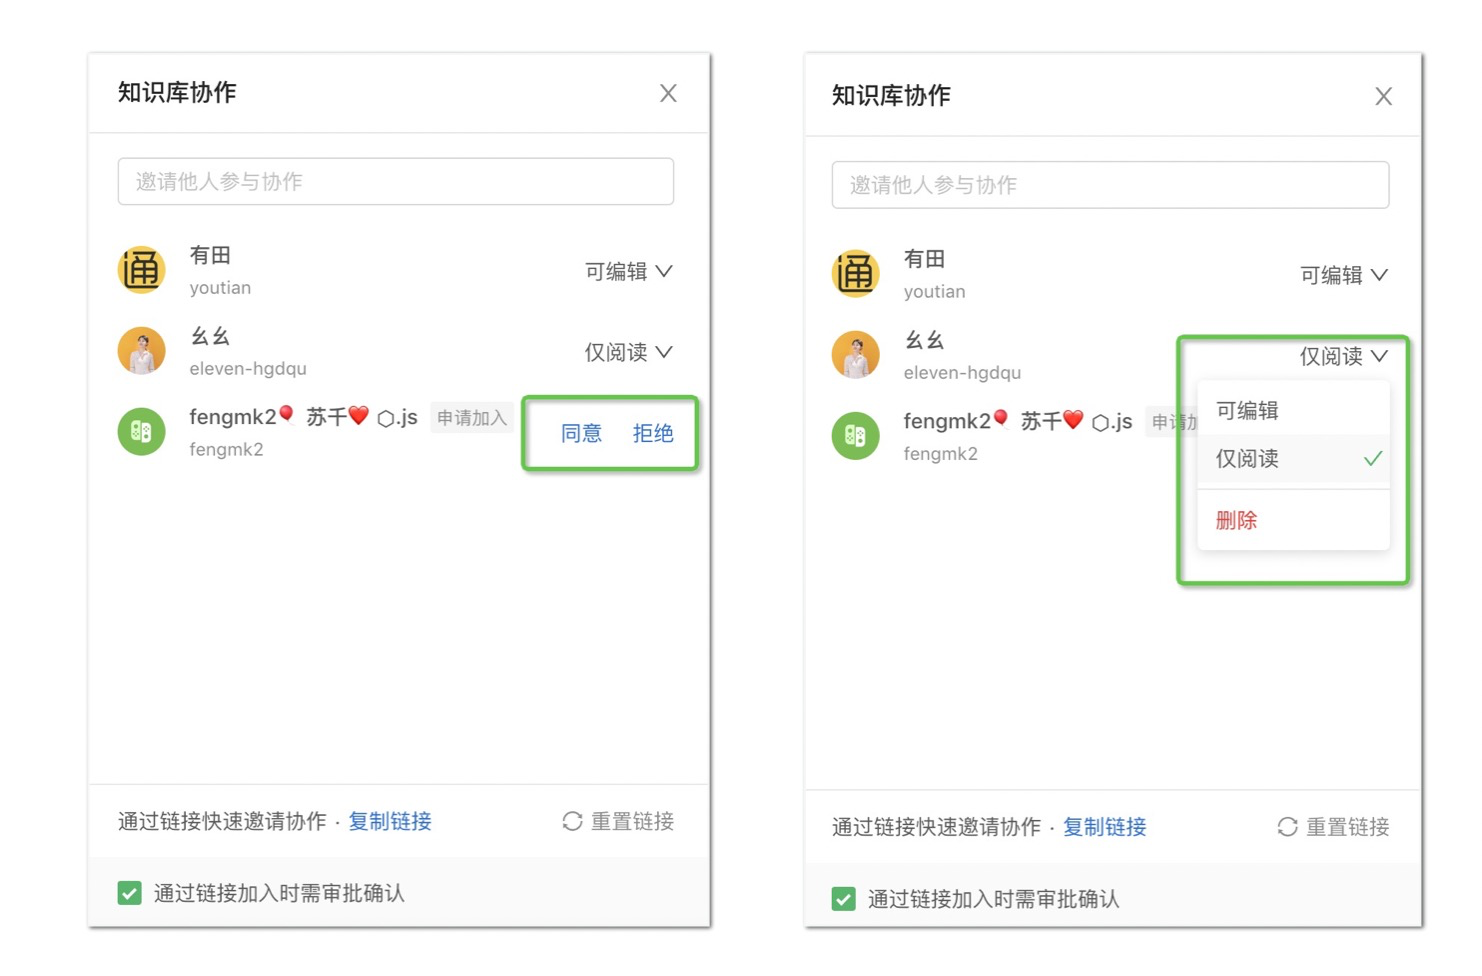 知识库协作
邀请他人参与协作
通
有田
youtian
可编辑
幺幺
eleven-hgdqu
仅阅读
fengmk2🎈 苏千❤️ ⬡.js 申请加入
fengmk2
同意 拒绝
通过链接快速邀请协作 · 复制链接
重置链接
通过链接加入时需审批确认
知识库协作
邀请他人参与协作
通
有田
youtian
可编辑
幺幺
eleven-hgdqu
仅阅读
fengmk2🎈 苏千❤️ ⬡.js 申请加
fengmk2
可编辑
仅阅读
删除
通过链接快速邀请协作 · 复制链接
重置链接
通过链接加入时需审批确认